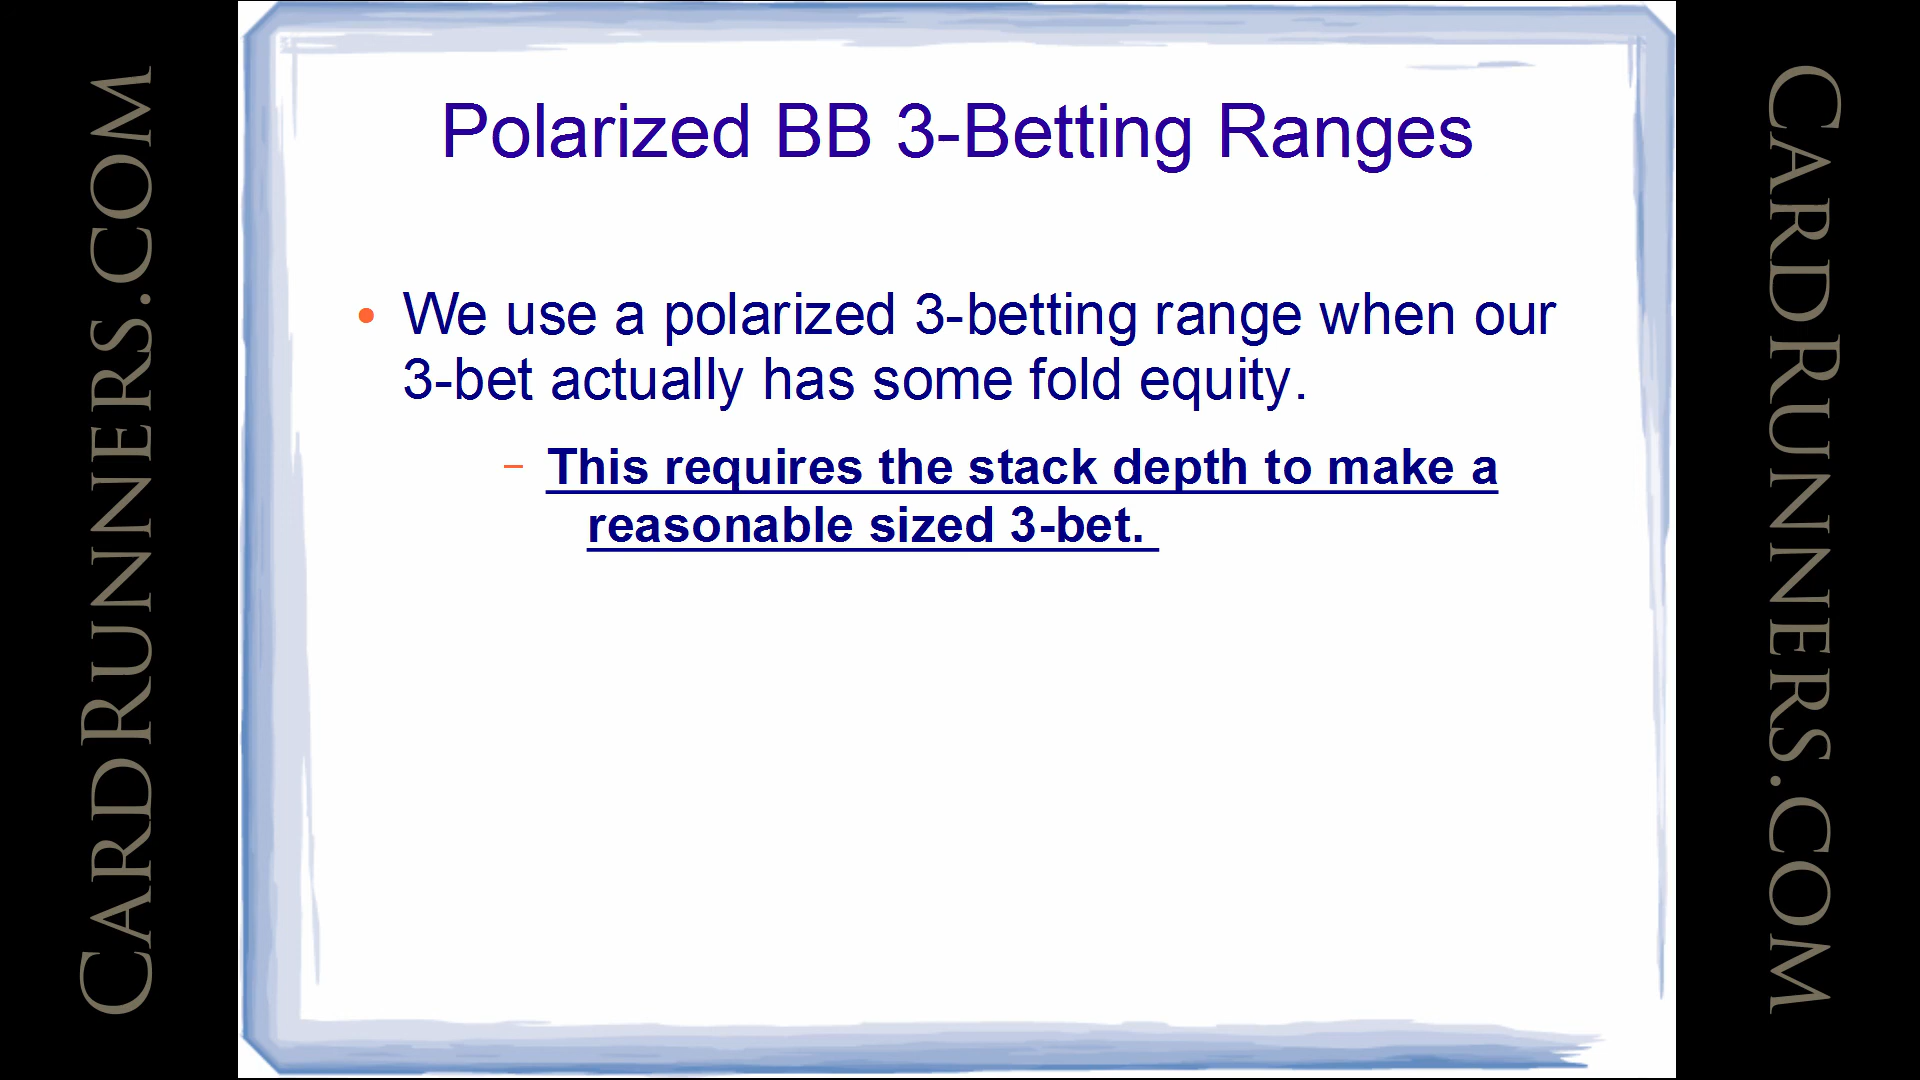 CARDRUNNERS.COM
Polarized BB 3-Betting Ranges
• We use a polarized 3-betting range when our
3-bet actually has some fold equity.
– This requires the stack depth to make a
reasonable sized 3-bet.
CARDRUNNERS.COM